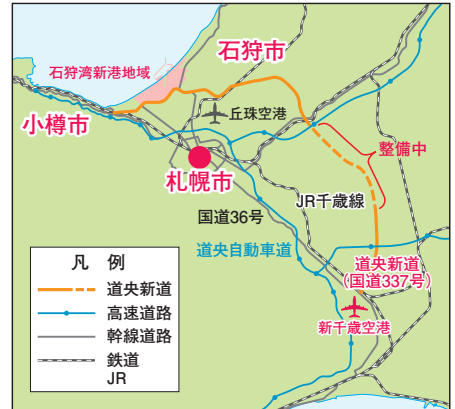 石狩市
石狩湾新港地域
丘珠空港
小樽市
整備中
札幌市
JR千歳線
国道36号
道央自動車道
道央新道
(国道337号)
新千歳空港
凡 例
道央新道
高速道路
幹線道路
鉄道
JR